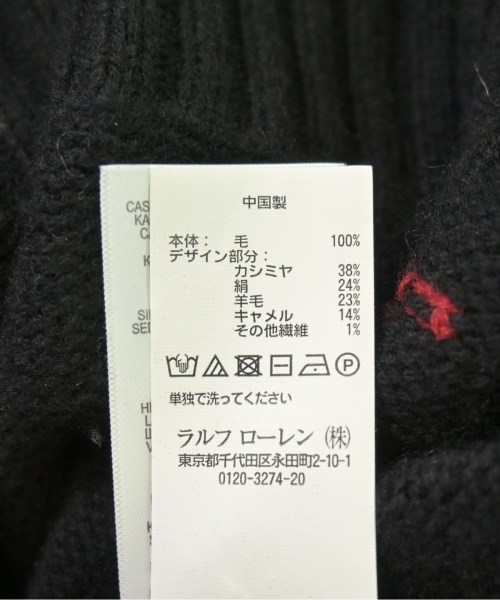 中国製
本体： 毛 100%
デザイン部分：
カシミヤ 38%
絹 24%
羊毛 23%
キャメル 14%
その他繊維 1%
P
単独で洗ってください
ラルフ ローレン（株）
東京都千代田区永田町2-10-1
0120-3274-20
CAS
KA
CA
K
SI
SE